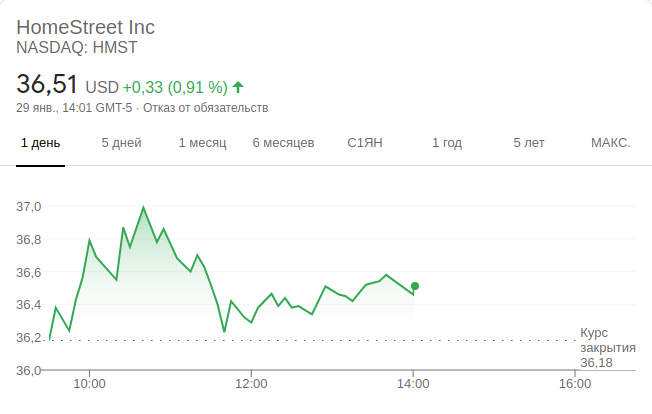 HomeStreet Inc
NASDAQ: HMST
36,51 USD +0,33 (0,91 %)
29 янв., 14:01 GMT-5 · Отказ от обязательств
1 день 5 дней 1 месяц 6 месяцев С1ЯН 1 год 5 лет МАКС.
37,0
36,8
36,6
36,4
36,2
36,0
Курс
закрытия
36,18
10:00 12:00 14:00 16:00